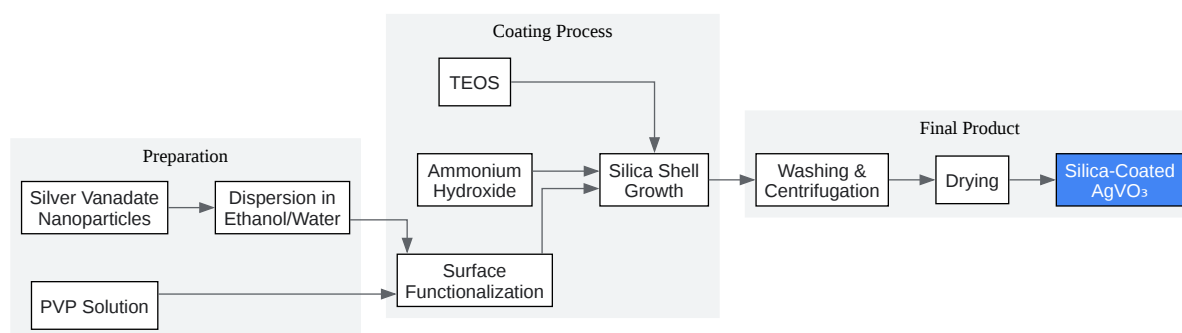 Preparation
Silver Vanadate
Nanoparticles
Dispersion in
Ethanol/Water
PVP Solution
Coating Process
TEOS
Ammonium
Hydroxide
Silica Shell
Growth
Surface
Functionalization
Final Product
Washing &
Centrifugation
Drying
Silica-Coated
AgVO₃